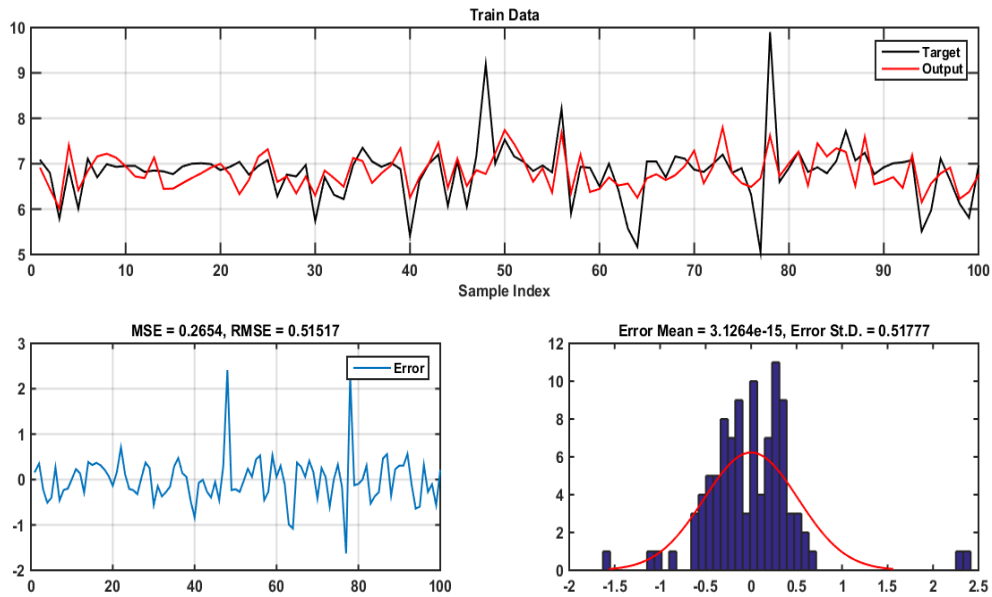 Train Data
10
9
8
7
6
5
0 10 20 30 40 50 60 70 80 90 100
Sample Index
Target
Output
MSE = 0.2654, RMSE = 0.51517
3
2
1
0
-1
-2
0 20 40 60 80 100
Error
Error Mean = 3.1264e-15, Error St.D. = 0.51777
12
10
8
6
4
2
0
-2 -1.5 -1 -0.5 0 0.5 1 1.5 2 2.5